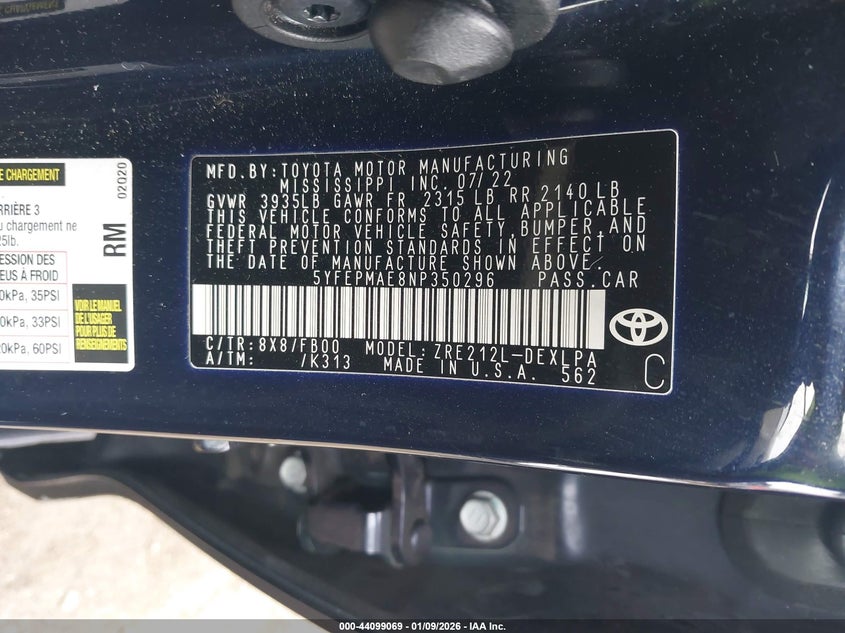 E CHARGEMENT
RIÈRE 3
u chargement ne
25lb.
ESSION DES
EUS À FROID
0kPa, 35PSI
0kPa, 33PSI
20kPa, 60PSI
VOIR LE MANUEL
DE L'USAGER
POUR PLUS DE
RENSEIGNEMENTS
RM
02020
MFD.BY:TOYOTA MOTOR MANUFACTURING
MISSISSIPPI INC.07/22
GVWR 3935LB GAWR FR 2315 LB RR 2140 LB
THIS VEHICLE CONFORMS TO ALL APPLICABLE
FEDERAL MOTOR VEHICLE SAFETY,BUMPER,AND
THEFT PREVENTION STANDARDS IN EFFECT ON
THE DATE OF MANUFACTURE SHOWN ABOVE.
5YFEPMAE8NP350296 PASS.CAR
C/TR:8X8/FB00 MODEL:ZRE212L-DEXLPA
A/TM: /K313 MADE IN U.S.A. 562
C
000-44099069 - 01/09/2026 - IAA Inc.